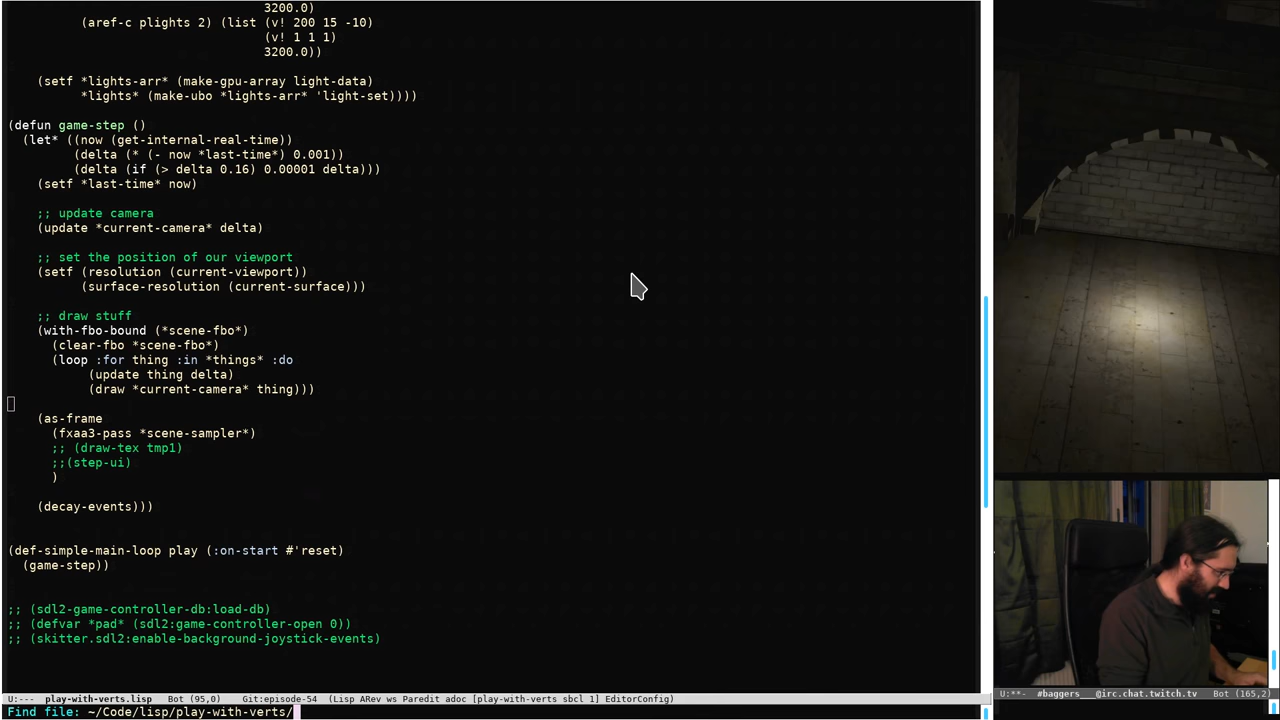 3200.0)
(aref-c plights 2) (list (v! 200 15 -10)
(v! 1 1 1)
3200.0))
(setf *lights-arr* (make-gpu-array light-data)
*lights* (make-ubo *lights-arr* 'light-set))))
(defun game-step ()
(let* ((now (get-internal-real-time))
(delta (* (- now *last-time*) 0.001))
(delta (if (> delta 0.16) 0.00001 delta)))
(setf *last-time* now)
;; update camera
(update *current-camera* delta)
;; set the position of our viewport
(setf (resolution (current-viewport))
(surface-resolution (current-surface)))
;; draw stuff
(with-fbo-bound (*scene-fbo*)
(clear-fbo *scene-fbo*)
(loop :for thing :in *things* :do
(update thing delta)
(draw *current-camera* thing)))
(as-frame
(fxaa3-pass *scene-sampler*)
;; (draw-tex tmp1)
;;(step-ui)
)
(decay-events)))
(def-simple-main-loop play (:on-start #'reset)
(game-step))
;; (sdl2-game-controller-db:load-db)
;; (defvar *pad* (sdl2:game-controller-open 0))
;; (skitter.sdl2:enable-background-joystick-events)
U:--- play-with-verts.lisp Bot (95,0) Git:episode-54 (Lisp ARev ws Paredit adoc [play-with-verts sbcl 1] EditorConfig)
U:**- #baggers___@irc.chat.twitch.tv Bot (165,2)
Find file: ~/Code/lisp/play-with-verts/